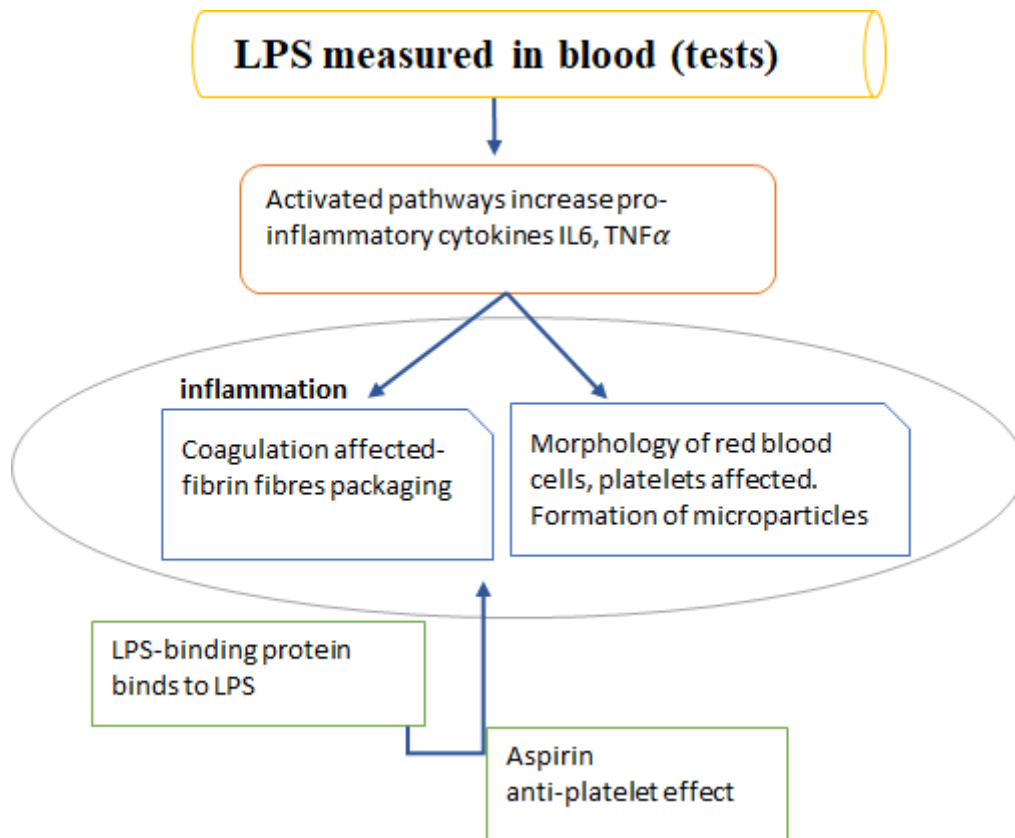 LPS measured in blood (tests)
Activated pathways increase pro-
inflammatory cytokines IL6, TNFα
inflammation
Coagulation affected-
fibrin fibres packaging
Morphology of red blood
cells, platelets affected.
Formation of microparticles
LPS-binding protein
binds to LPS
Aspirin
anti-platelet effect